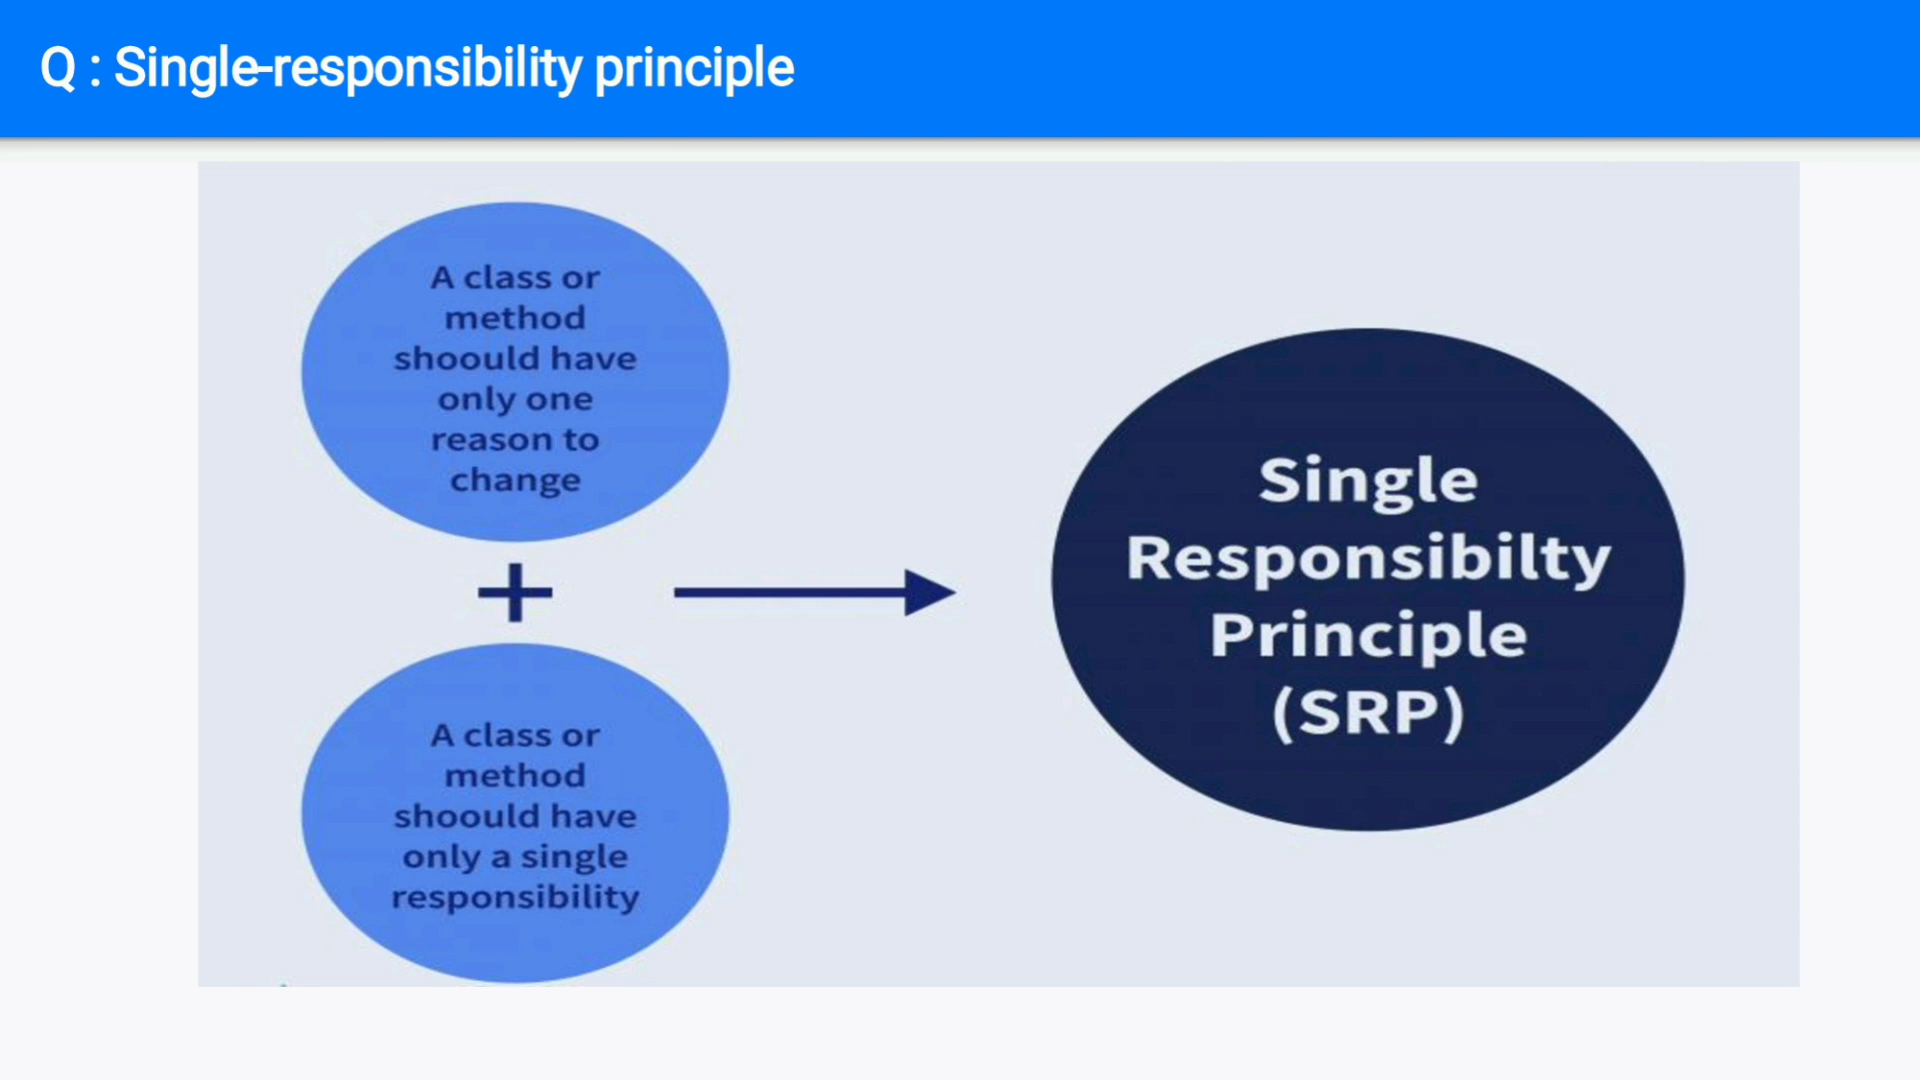 Q : Single-responsibility principle
A class or
method
shoould have
only one
reason to
change
+
A class or
method
shoould have
only a single
responsibility
Single
Responsibilty
Principle
(SRP)